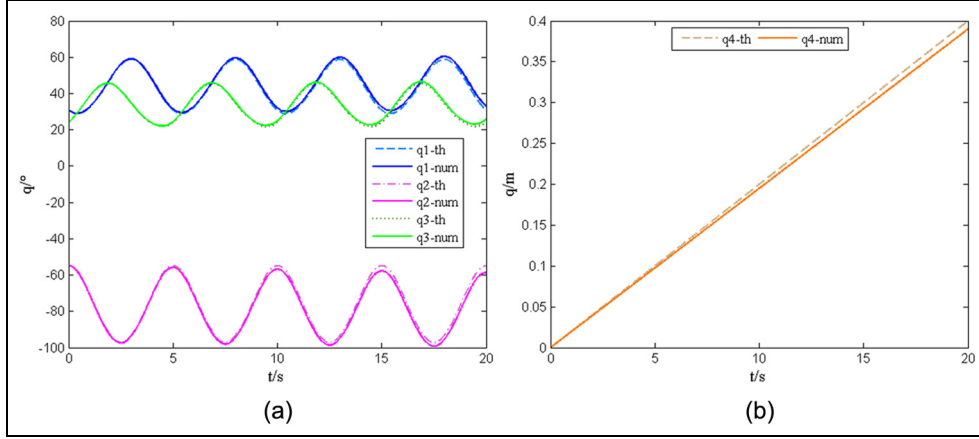 80
60
40
20
0
-20
-40
-60
-80
-100
q/°
q1-th
q1-num
q2-th
q2-num
q3-th
q3-num
0 5 10 15 20
t/s
(a)
0.4
0.35
0.3
0.25
0.2
0.15
0.1
0.05
0
q/m
q4-th q4-num
0 5 10 15 20
t/s
(b)